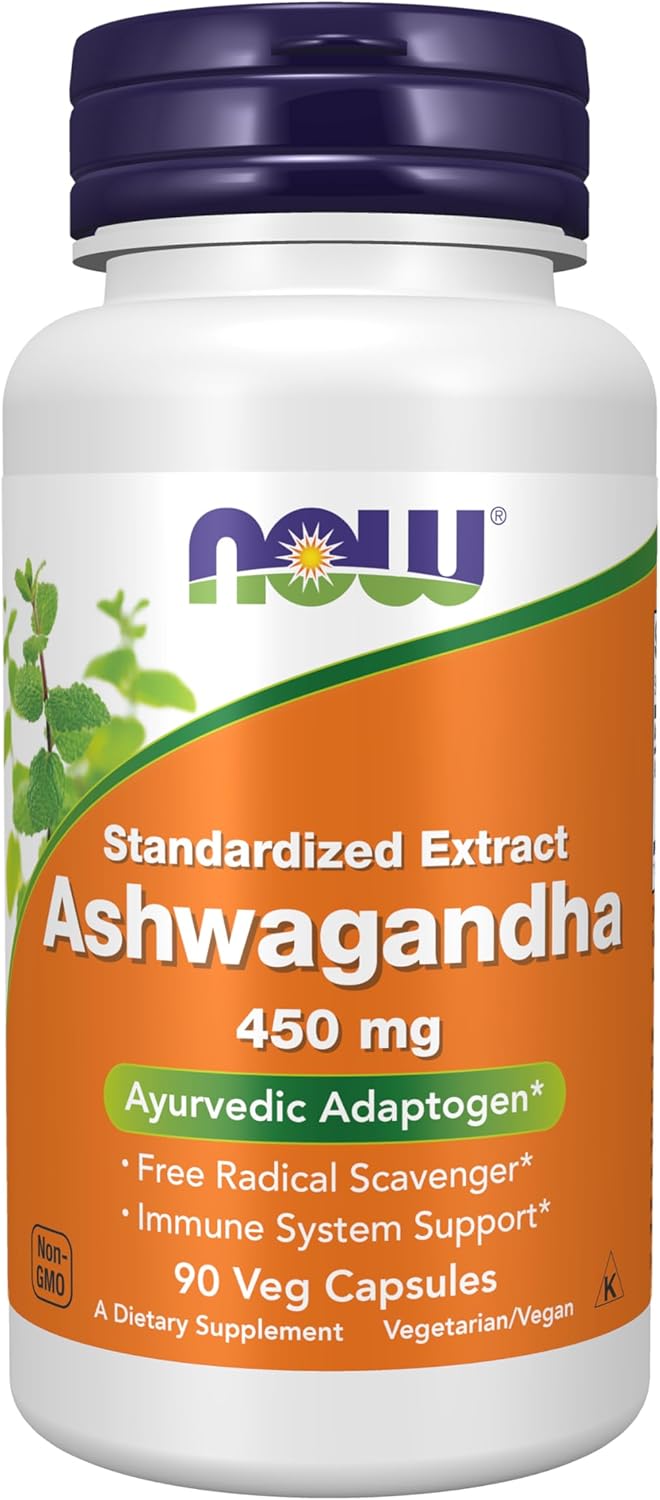 NOW®
Standardized Extract
Ashwagandha
450 mg
Ayurvedic Adaptogen*
· Free Radical Scavenger*
· Immune System Support*
90 Veg Capsules
Non-
GMO
K
A Dietary Supplement Vegetarian/Vegan